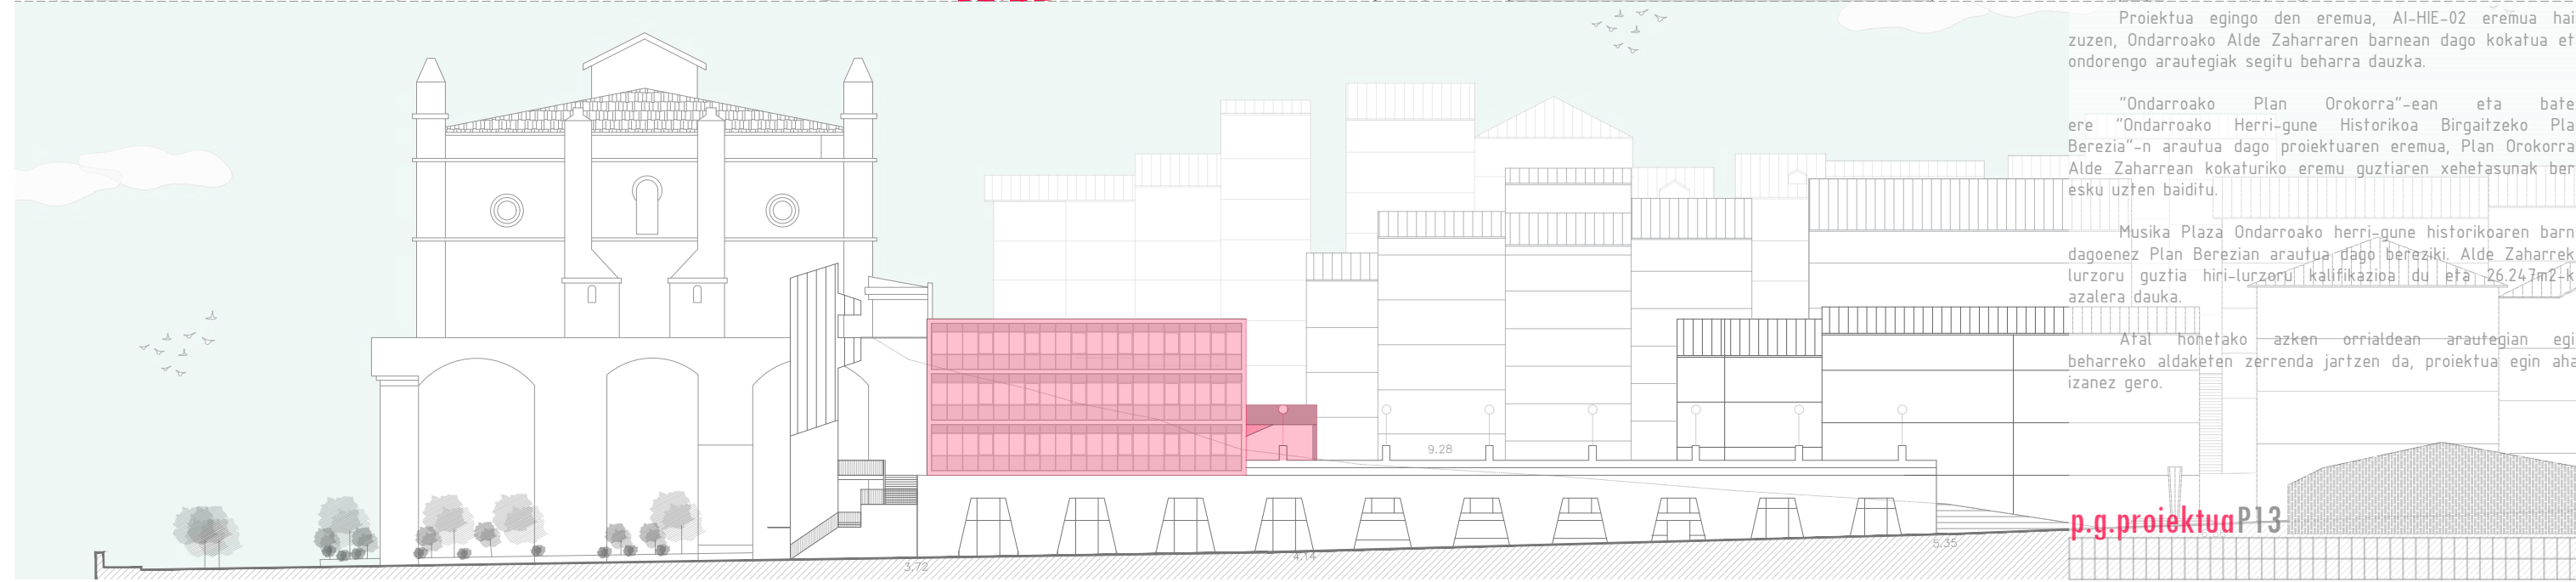 Proiektua egingo den eremua, AI-HIE-02 eremua hai
zuzen, Ondarroako Alde Zaharraren barnean dago kokatua et
ondorengo arautegiak segitu beharra dauzka.
"Ondarroako Plan Orokorra"-ean eta bate
ere "Ondarroako Herri-gune Historikoa Birgaitzeko Pla
Berezia"-n arautua dago proiektuaren eremua, Plan Orokorra
Alde Zaharrean kokaturiko eremu guztiaren xehetasunak ber
esku uzten baiditu.
Musika Plaza Ondarroako herri-gune historikoaren barn
dagoenez Plan Berezian arautua dago bereziki. Alde Zaharrek
lurzoru guztia hiri-lurzoru kalifikazioa du eta 26.247m2-k
azalera dauka.
Atal honetako azken orrialdean arautegian egi
beharreko aldaketen zerrenda jartzen da, proiektua egin aha
izanez gero.
9.28
p.g.proiektuaP13
5.35
4.14
3.72